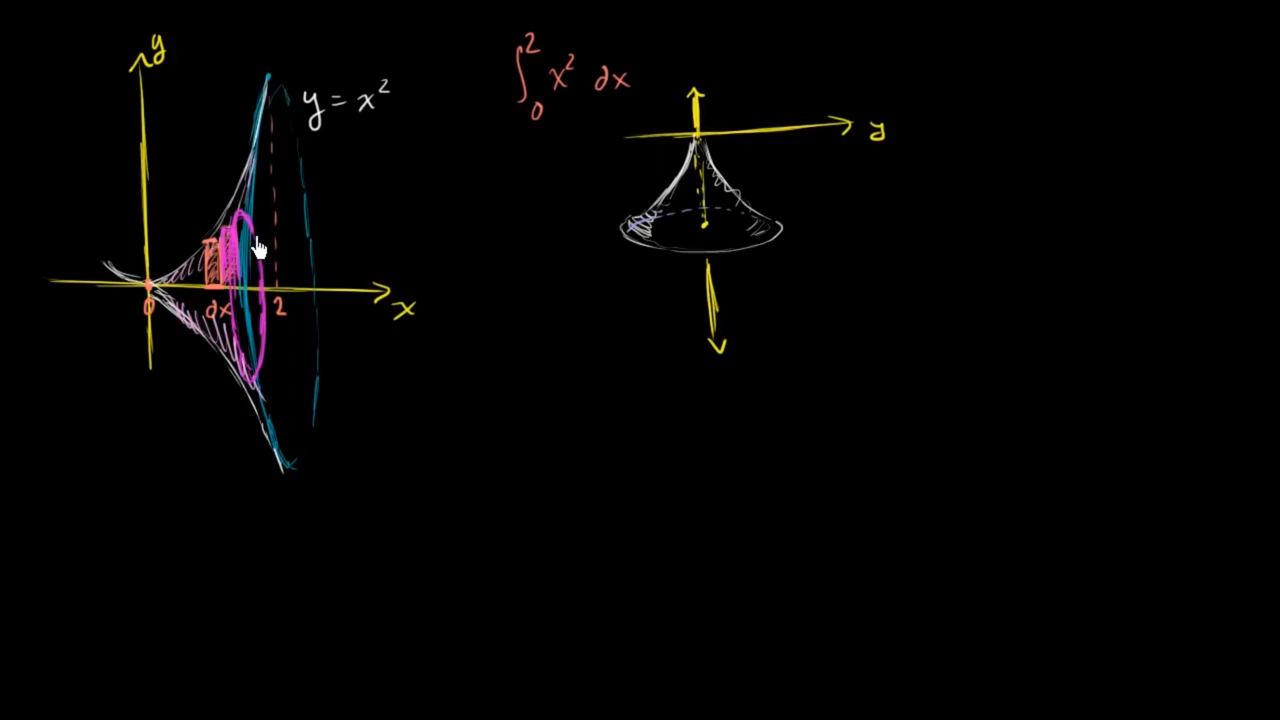 y
y = x²
∫₀² x² dx
y
0 dx 2
x